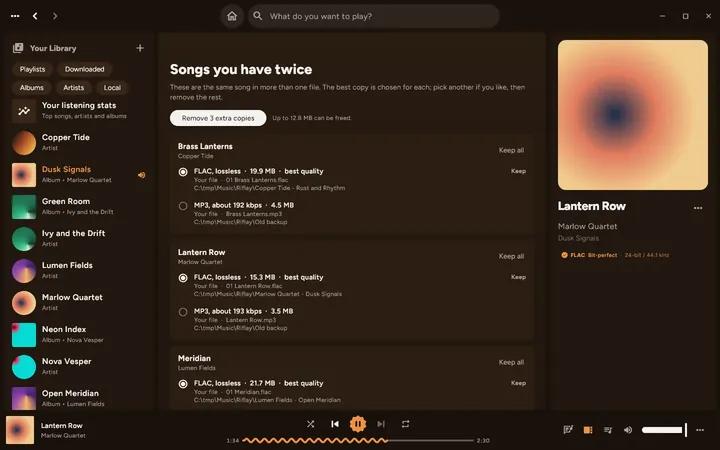 What do you want to play?
Your Library
Playlists
Downloaded
Albums
Artists
Local
Your listening stats
Top songs, artists and albums
Copper Tide
Artist
Dusk Signals
Album • Marlow Quartet
Green Room
Album • Ivy and the Drift
Ivy and the Drift
Artist
Lumen Fields
Artist
Marlow Quartet
Artist
Neon Index
Album • Nova Vesper
Nova Vesper
Artist
Open Meridian
Album • Lumen Fields
Songs you have twice
These are the same song in more than one file. The best copy is chosen for each; pick another if you like, then
remove the rest.
Remove 3 extra copies
Up to 12.8 MB can be freed.
Brass Lanterns
Copper Tide
Keep all
FLAC, lossless · 19.9 MB · best quality
Keep
Your file · 01 Brass Lanterns.flac
C:\tmp\Music\Riflay\Copper Tide - Rust and Rhythm
MP3, about 192 kbps · 4.5 MB
Your file · Brass Lanterns.mp3
C:\tmp\Music\Riflay\Old backup
Lantern Row
Marlow Quartet
Keep all
FLAC, lossless · 15.3 MB · best quality
Keep
Your file · 01 Lantern Row.flac
C:\tmp\Music\Riflay\Marlow Quartet - Dusk Signals
MP3, about 193 kbps · 3.5 MB
Your file · Lantern Row.mp3
C:\tmp\Music\Riflay\Old backup
Meridian
Lumen Fields
Keep all
FLAC, lossless · 21.7 MB · best quality
Keep
Your file · 01 Meridian.flac
C:\tmp\Music\Riflay\Lumen Fields - Open Meridian
Lantern Row
Marlow Quartet
Dusk Signals
FLAC Bit-perfect · 24-bit / 44.1 kHz
Lantern Row
Marlow Quartet
1:34
2:30